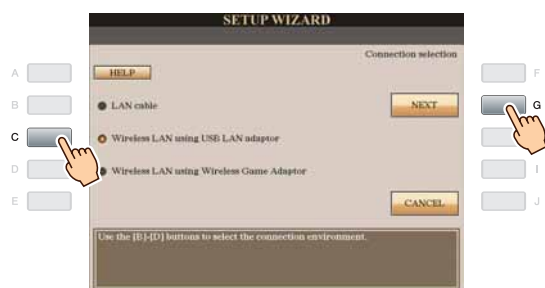 SETUP WIZARD
Connection selection
HELP
LAN cable
NEXT
Wireless LAN using USB LAN adaptor
Wireless LAN using Wireless Game Adaptor
CANCEL
Use the [B]-[D] buttons to select the connection environment.
A
B
C
D
E
F
G
I
J